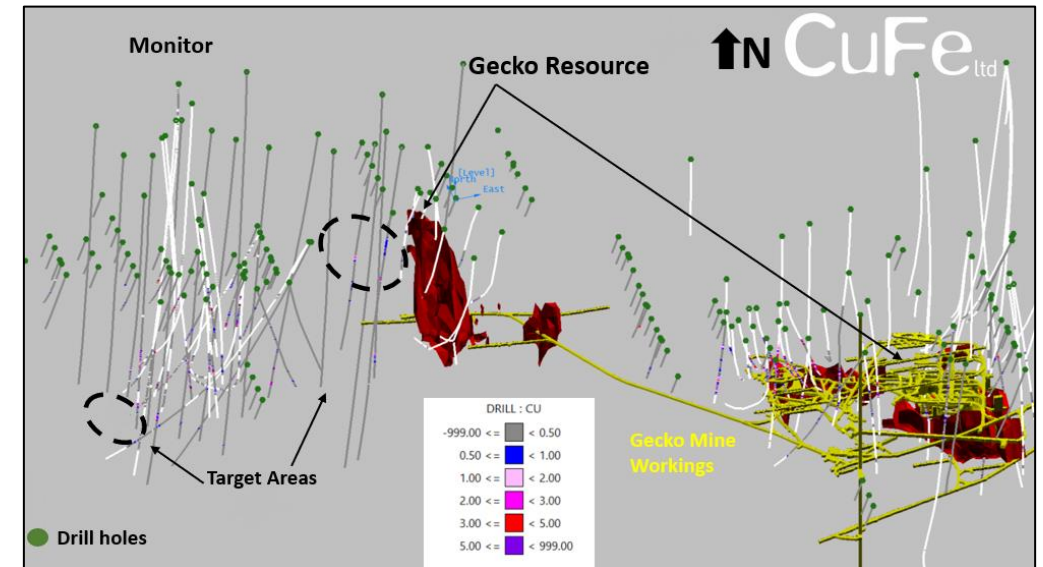 Monitor
N
CuFe ltd
Gecko Resource
[Level]
North
East
Target Areas
Drill holes
DRILL : CU
-999.00 <= < 0.50
0.50 <= < 1.00
1.00 <= < 2.00
2.00 <= < 3.00
3.00 <= < 5.00
5.00 <= < 999.00
Gecko Mine
Workings